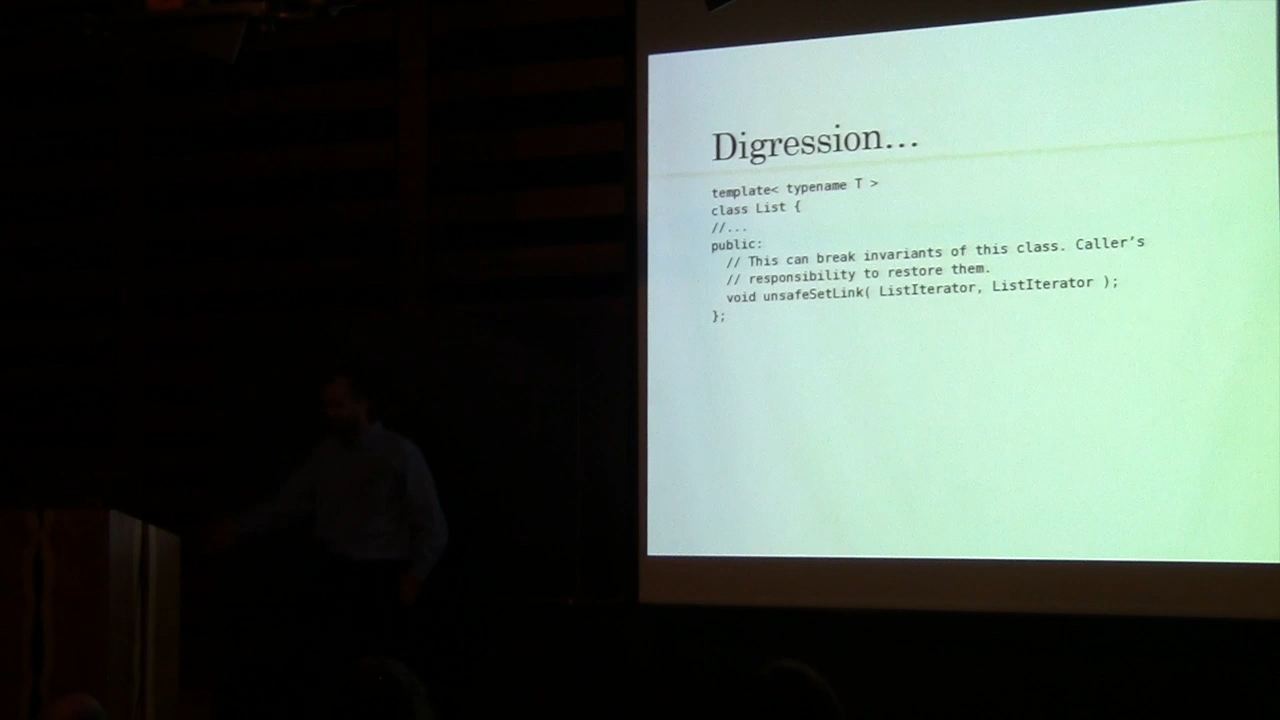 Digression...
template< typename T >
class List {
//...
public:
// This can break invariants of this class. Caller's
// responsibility to restore them.
void unsafeSetLink( ListIterator, ListIterator );
};